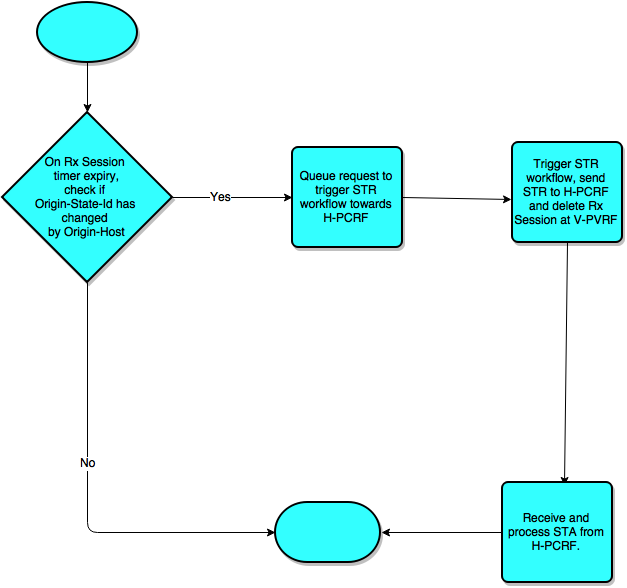 On Rx Session
timer expiry,
check if
Origin-State-Id has
changed
by Origin-Host
Yes
Queue request to
trigger STR
workflow towards
H-PCRF
Trigger STR
workflow, send
STR to H-PCRF
and delete Rx
Session at V-PVRF
No
Receive and
process STA from
H-PCRF.